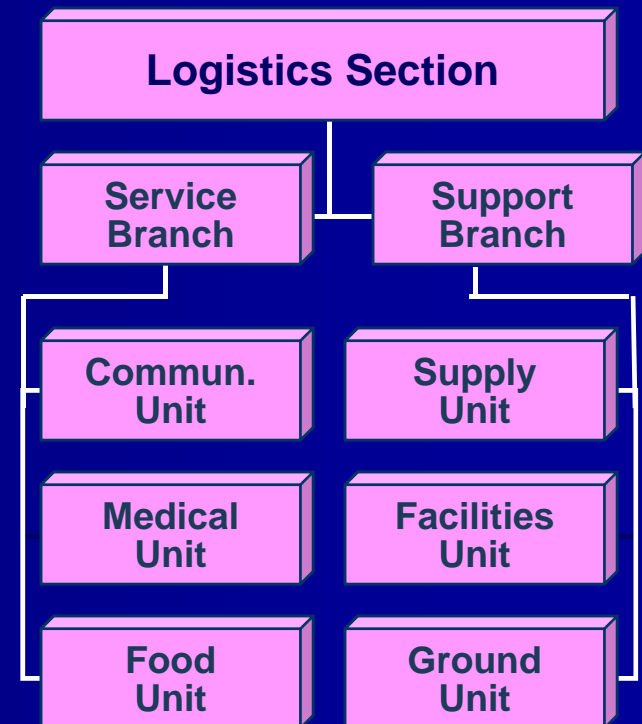 Logistics Section
Service
Branch
Support
Branch
Commun.
Unit
Supply
Unit
Medical
Unit
Facilities
Unit
Food
Unit
Ground
Unit